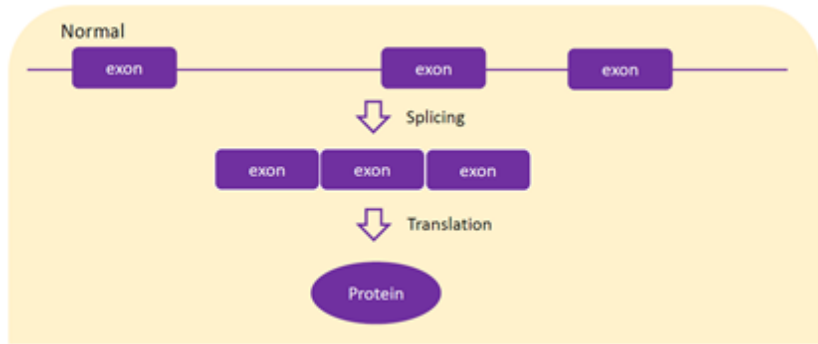 Normal
exon exon exon
Splicing
exon exon exon
Translation
Protein